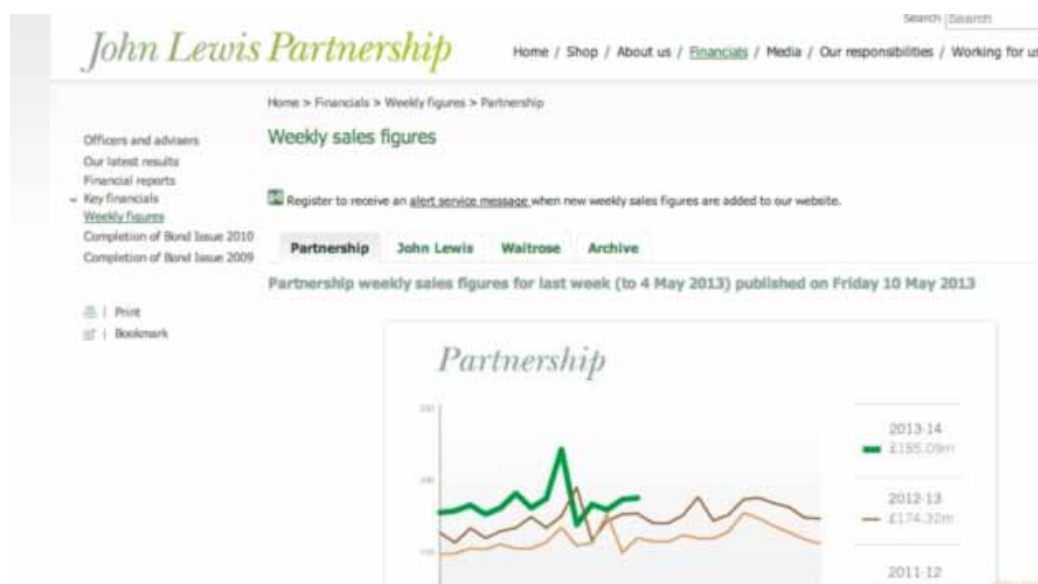 Search Search
John Lewis Partnership
Home / Shop / About us / Financials / Media / Our responsibilities / Working for us
Home > Financials > Weekly figures > Partnership
Weekly sales figures
Officers and advisers
Our latest results
Financial reports
Key financials
Weekly figures
Completion of Bond Issue 2010
Completion of Bond Issue 2009
Print
Bookmark
Register to receive an alert service message when new weekly sales figures are added to our website.
Partnership John Lewis Waitrose Archive
Partnership weekly sales figures for last week (to 4 May 2013) published on Friday 10 May 2013
Partnership
2013-14
£185.09m
2012-13
£174.32m
2011-12